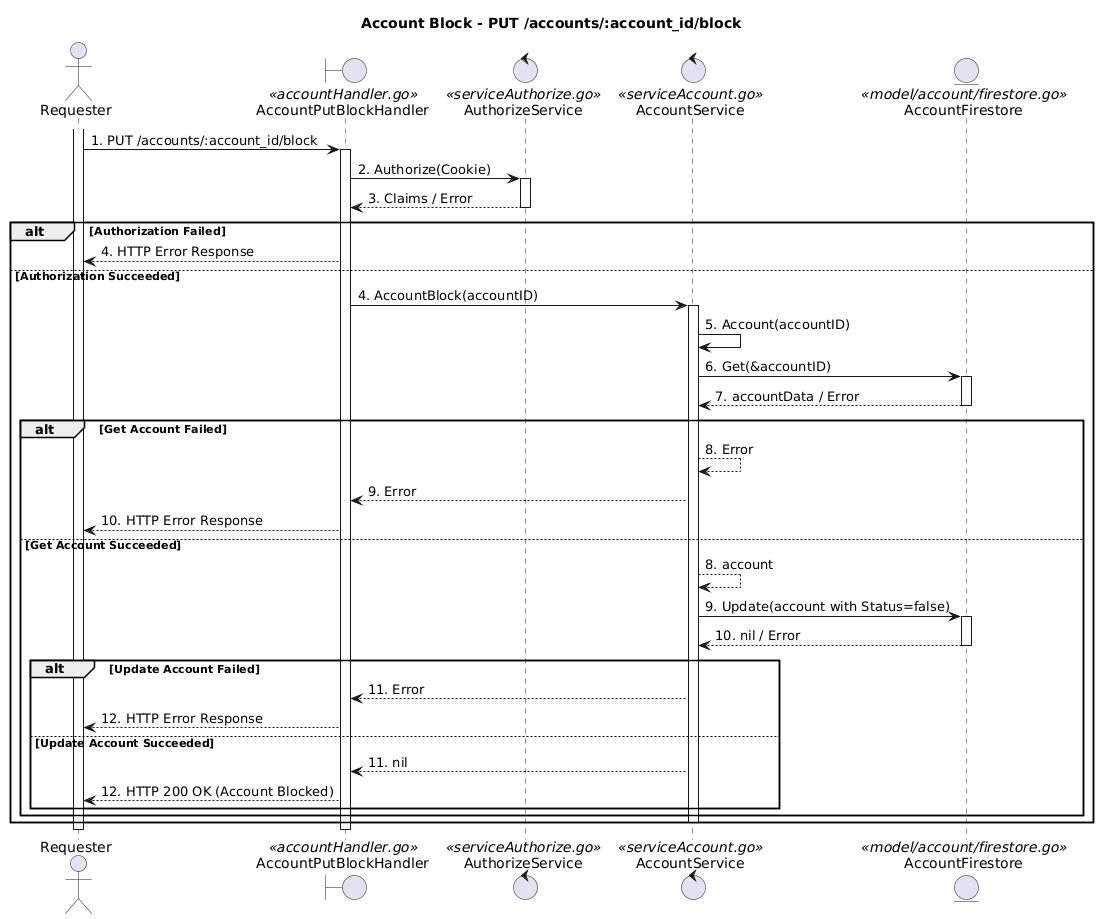 Account Block - PUT /accounts/:account_id/block
Requester
«accountHandler.go»
AccountPutBlockHandler
«serviceAuthorize.go»
AuthorizeService
«serviceAccount.go»
AccountService
«model/account/firestore.go»
AccountFirestore
1. PUT /accounts/:account_id/block
2. Authorize(Cookie)
3. Claims / Error
alt [Authorization Failed]
4. HTTP Error Response
[Authorization Succeeded]
4. AccountBlock(accountID)
5. Account(accountID)
6. Get(&accountID)
7. accountData / Error
alt [Get Account Failed]
8. Error
9. Error
10. HTTP Error Response
[Get Account Succeeded]
8. account
9. Update(account with Status=false)
10. nil / Error
alt [Update Account Failed]
11. Error
12. HTTP Error Response
[Update Account Succeeded]
11. nil
12. HTTP 200 OK (Account Blocked)
Requester
«accountHandler.go»
AccountPutBlockHandler
«serviceAuthorize.go»
AuthorizeService
«serviceAccount.go»
AccountService
«model/account/firestore.go»
AccountFirestore